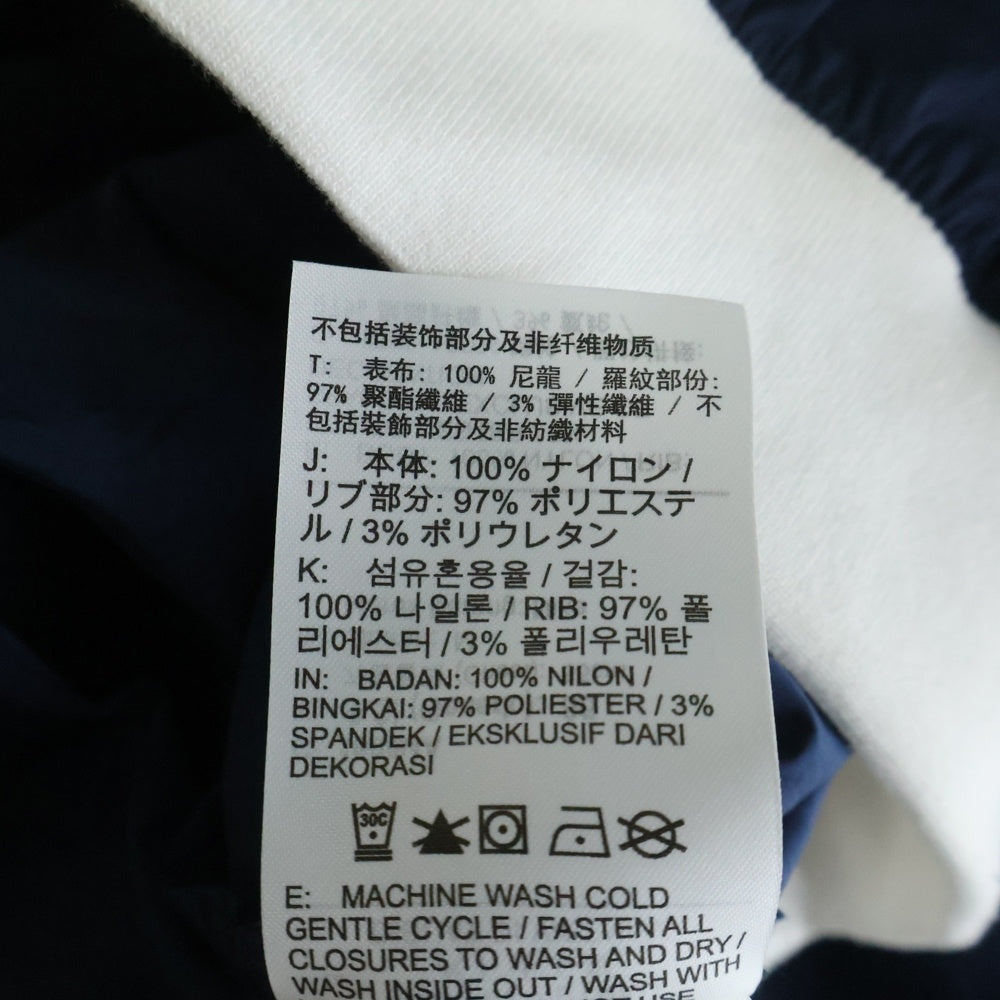 不包括装饰部分及非纤维物质
T: 表布: 100% 尼龍 / 羅紋部份:
97% 聚酯纖維 / 3% 彈性纖維 / 不
包括裝飾部分及非紡織材料
J: 本体: 100% ナイロン /
リブ部分: 97% ポリエステ
ル / 3% ポリウレタン
K: 섬유혼용율 / 겉감:
100% 나일론 / RIB: 97% 폴
리에스터 / 3% 폴리우레탄
IN: BADAN: 100% NILON /
BINGKAI: 97% POLIESTER / 3%
SPANDEK / EKSKLUSIF DARI
DEKORASI
30C
E: MACHINE WASH COLD
GENTLE CYCLE / FASTEN ALL
CLOSURES TO WASH AND DRY /
WASH INSIDE OUT / WASH WITH
USE